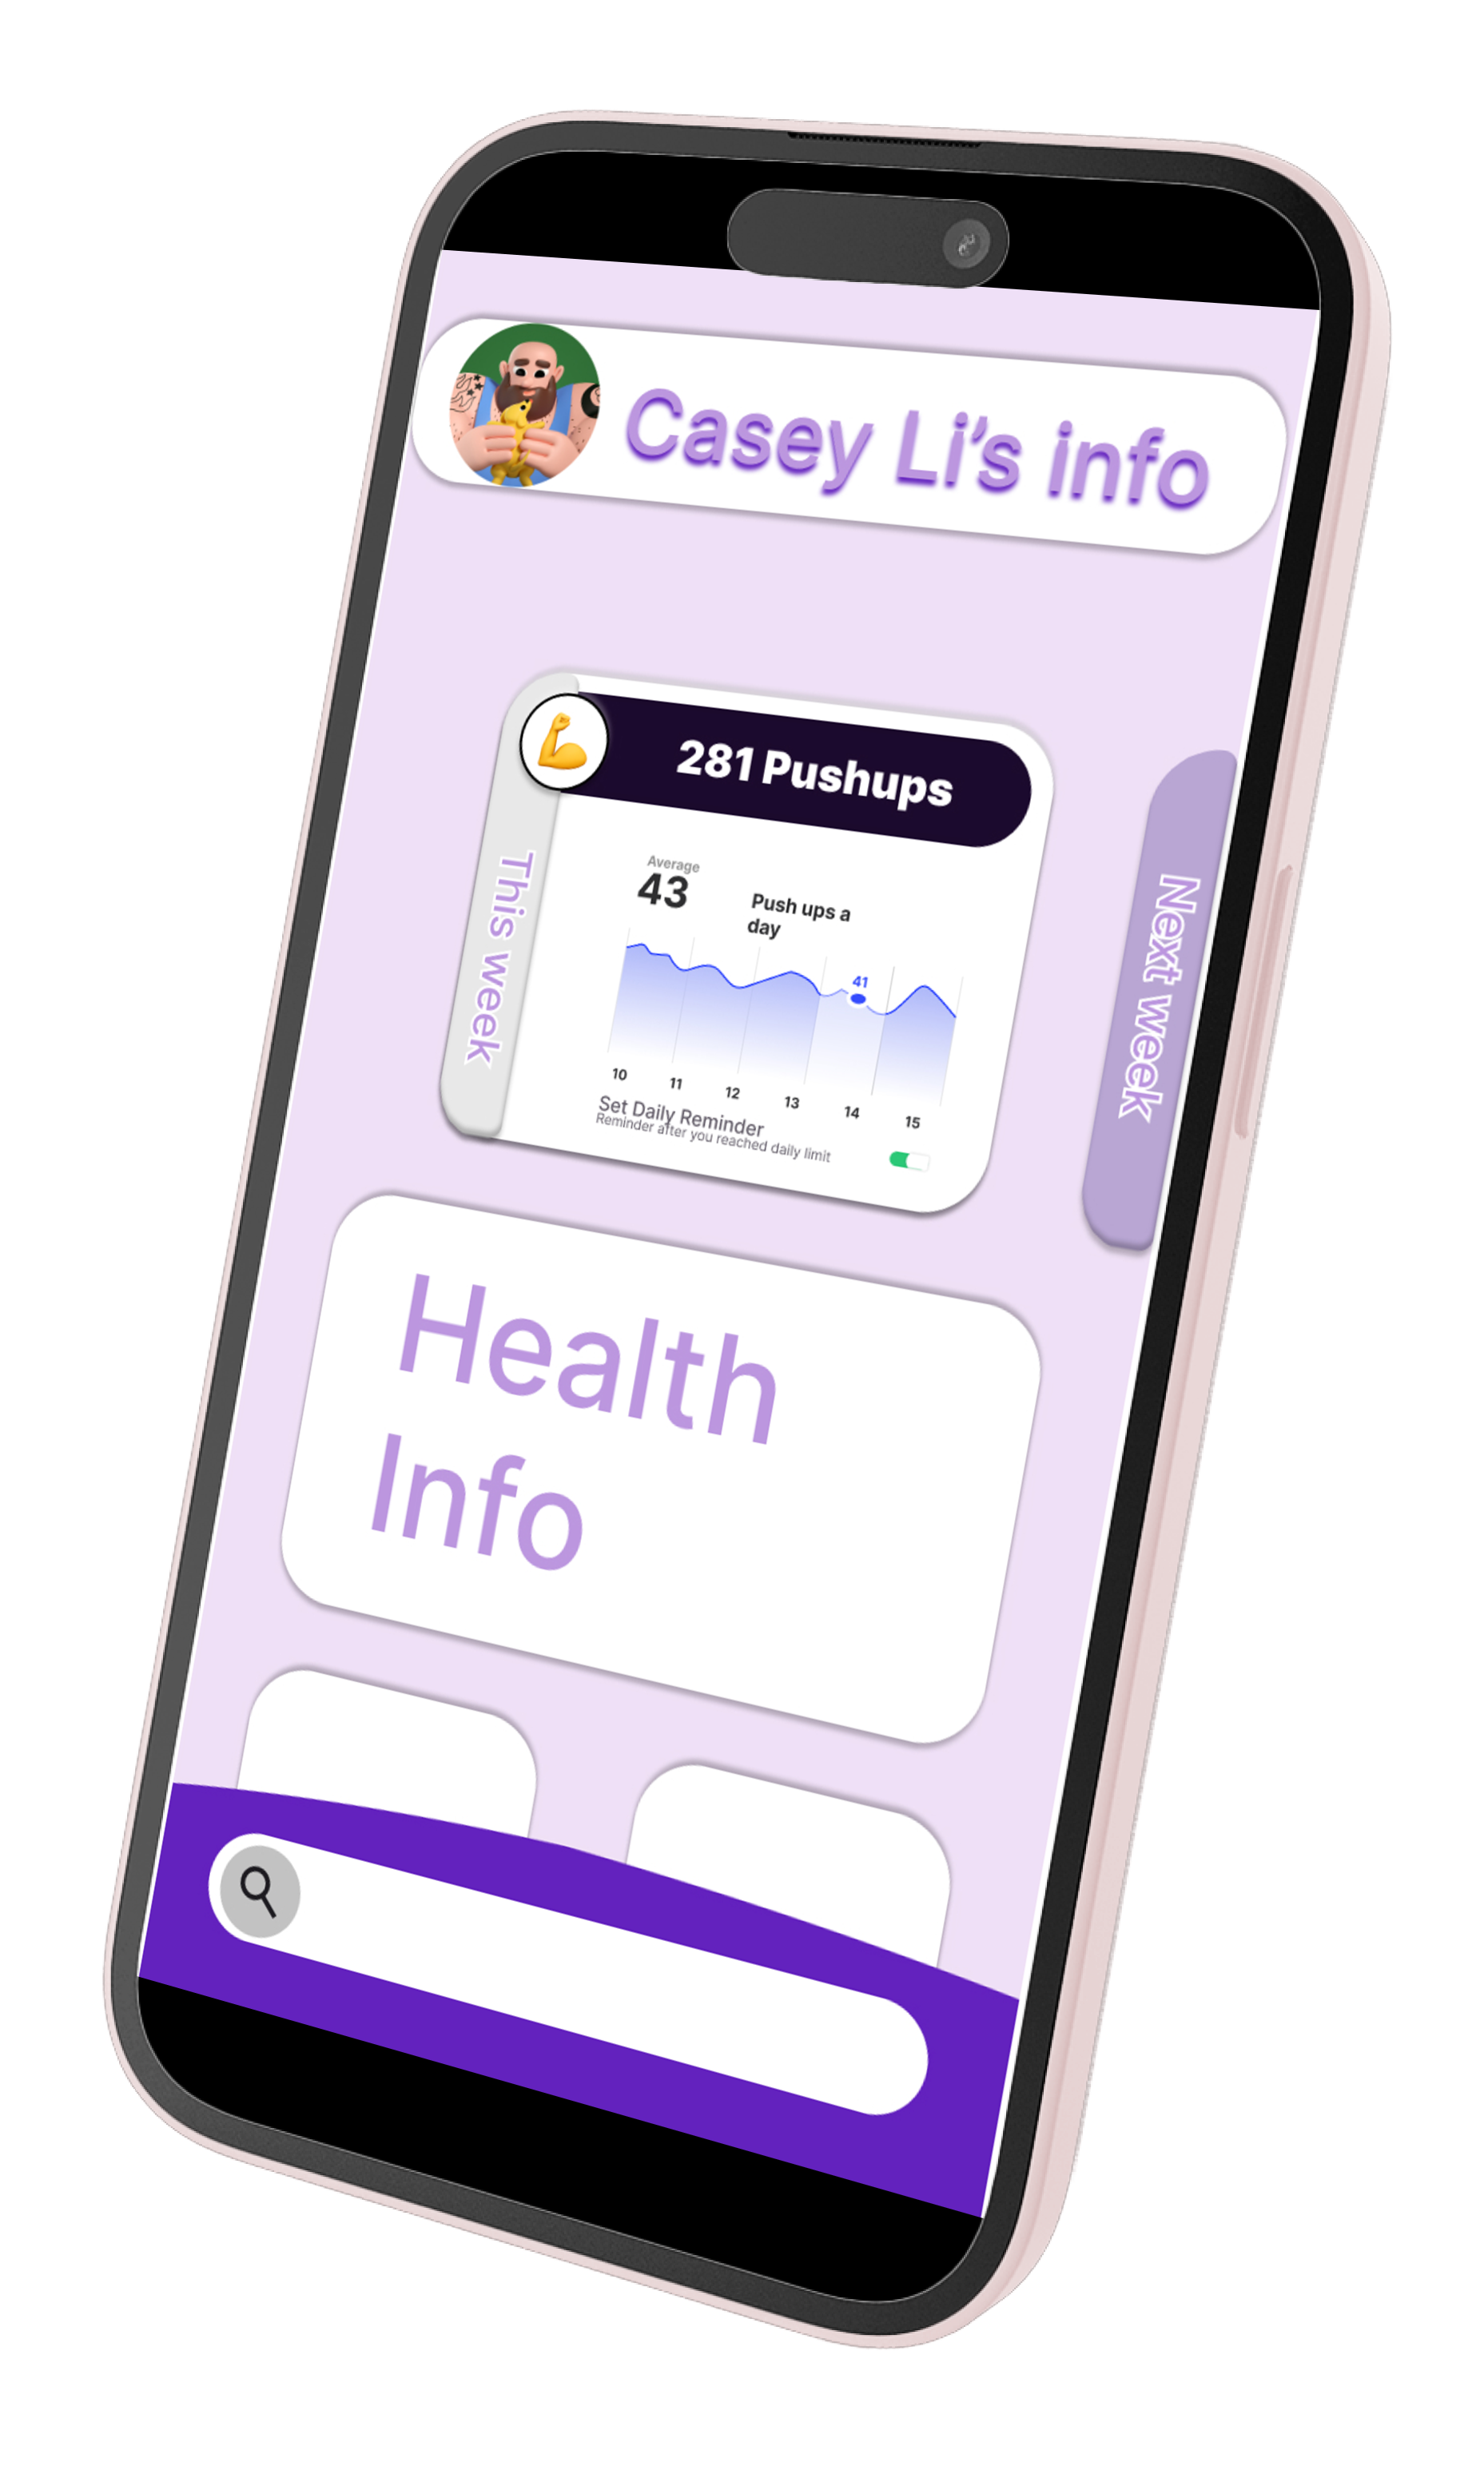 Casey Li’s info
281 Pushups
This week
Average
43
Push ups a
day
41
10 11 12 13 14 15
Set Daily Reminder
Reminder after you reached daily limit
Next week
Health
Info